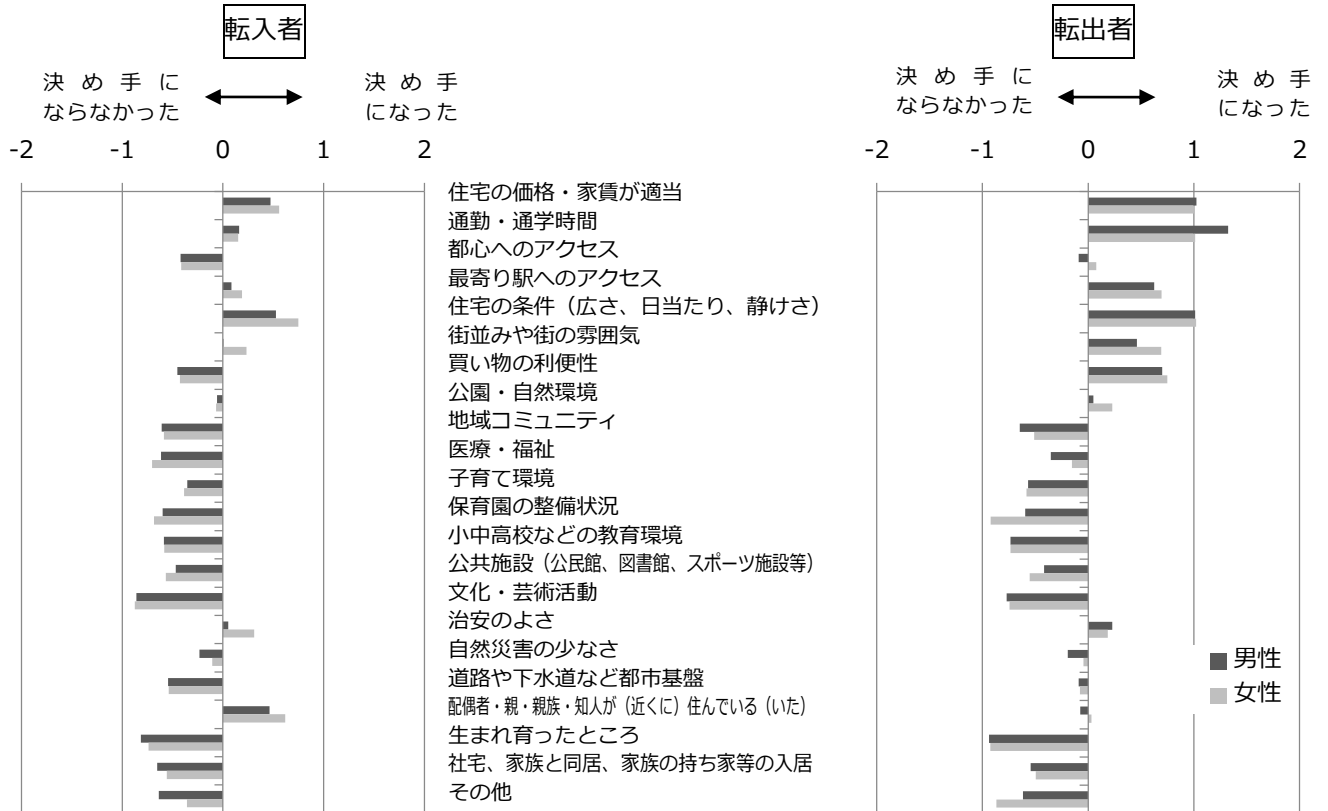 転入者
転出者
決め手に
ならなかった
決め手
になった
決め手に
ならなかった
決め手
になった
-2 -1 0 1 2
-2 -1 0 1 2
住宅の価格・家賃が適当
通勤・通学時間
都心へのアクセス
最寄り駅へのアクセス
住宅の条件（広さ、日当たり、静けさ）
街並みや街の雰囲気
買い物の利便性
公園・自然環境
地域コミュニティ
医療・福祉
子育て環境
保育園の整備状況
小中高校などの教育環境
公共施設（公民館、図書館、スポーツ施設等）
文化・芸術活動
治安のよさ
自然災害の少なさ
道路や下水道など都市基盤
配偶者・親・親族・知人が（近くに）住んでいる（いた）
生まれ育ったところ
社宅、家族と同居、家族の持ち家等の入居
その他
男性
女性